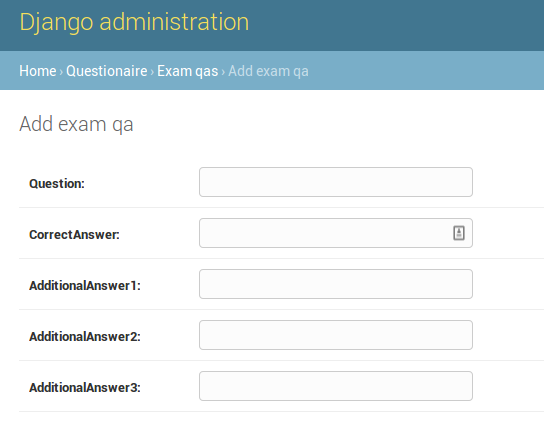 Django administration
Home › Questionaire › Exam qas › Add exam qa
Add exam qa
Question:
CorrectAnswer:
AdditionalAnswer1:
AdditionalAnswer2:
AdditionalAnswer3: